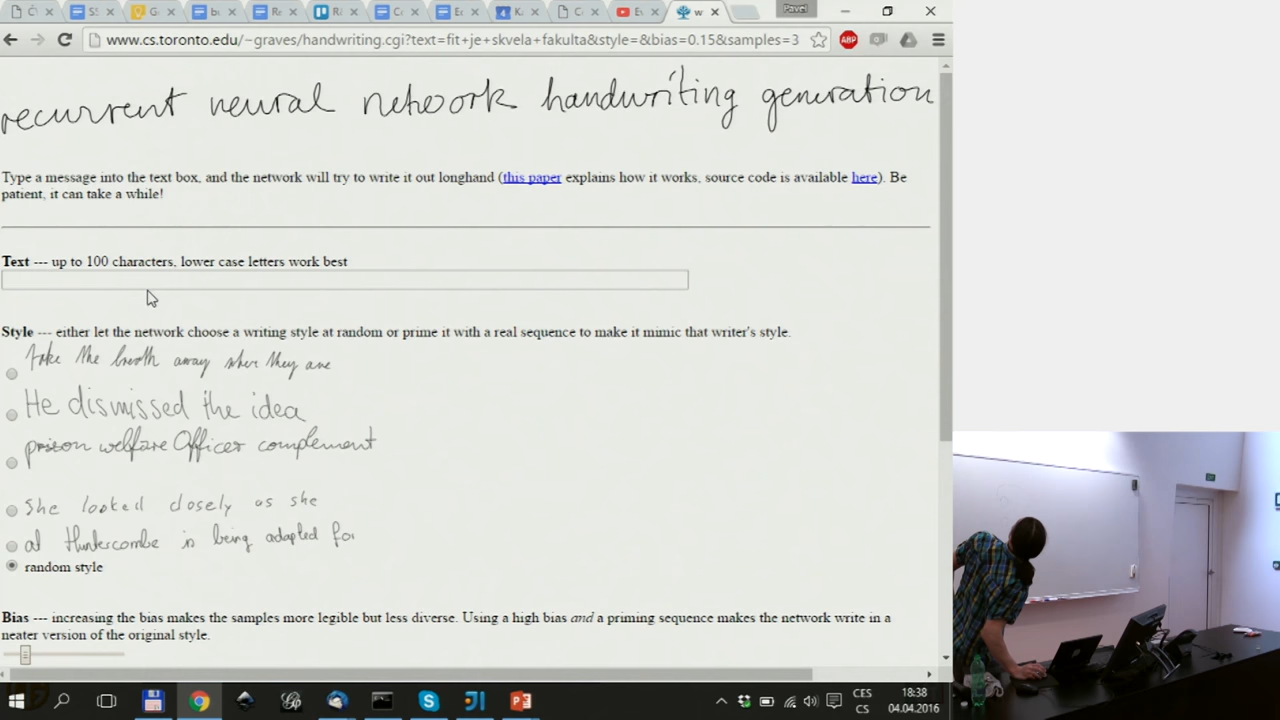 Pavel
www.cs.toronto.edu/~graves/handwriting.cgi?text=fit+je+skvela+fakulta&style=&bias=0.15&samples=3
ABP
recurrent neural network handwriting generation
Type a message into the text box, and the network will try to write it out longhand (this paper explains how it works, source code is available here). Be
patient, it can take a while!
Text --- up to 100 characters, lower case letters work best
Style --- either let the network choose a writing style at random or prime it with a real sequence to make it mimic that writer's style.
take the breath away when they are
He dismissed the idea
prison welfare Officer complement
She looked closely as she
at Huntercombe is being adapted for
random style
Bias --- increasing the bias makes the samples more legible but less diverse. Using a high bias and a priming sequence makes the network write in a
neater version of the original style.
CES 18:38
CS 04.04.2016